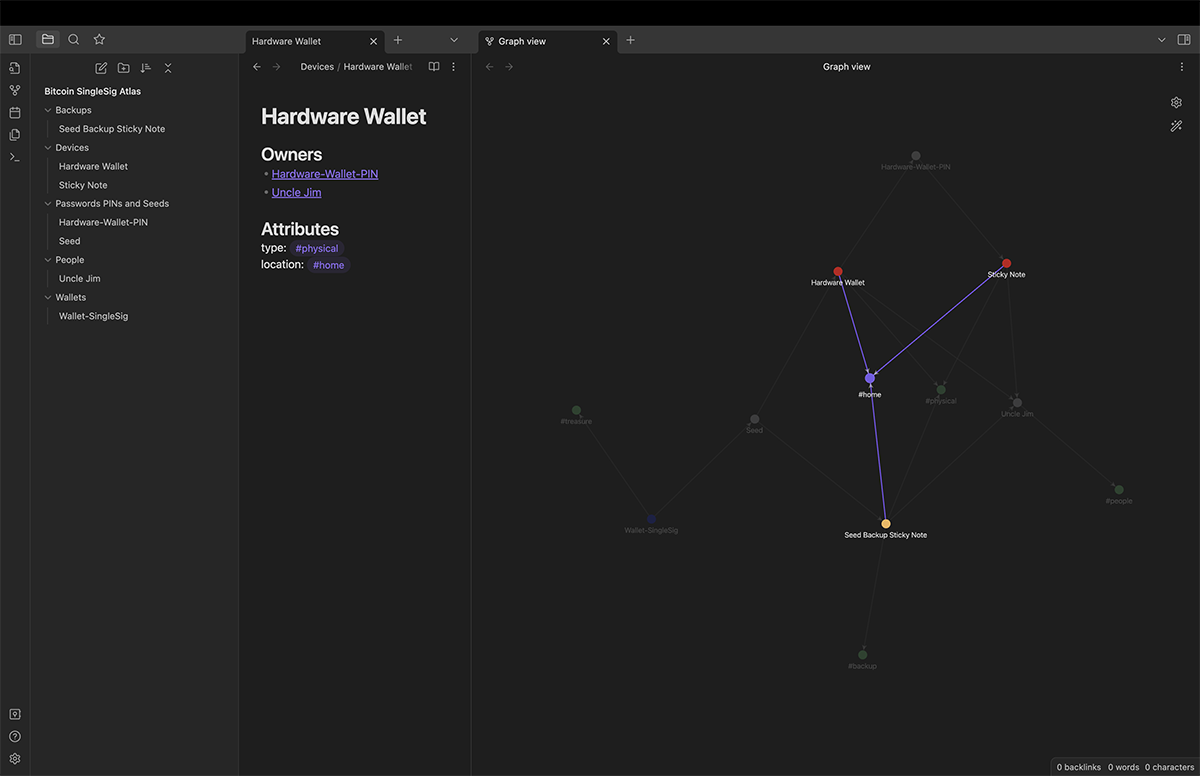 Hardware Wallet
Graph view
Devices / Hardware Wallet
Graph view
Bitcoin SingleSig Atlas
Backups
Seed Backup Sticky Note
Devices
Hardware Wallet
Sticky Note
Passwords PINs and Seeds
Hardware-Wallet-PIN
Seed
People
Uncle Jim
Wallets
Wallet-SingleSig
Hardware Wallet
Owners
Hardware-Wallet-PIN
Uncle Jim
Attributes
type: #physical
location: #home
Hardware-Wallet-PIN
Sticky Note
Hardware Wallet
#home
#physical
Uncle Jim
#treasure
Seed
#people
Wallet-SingleSig
Seed Backup Sticky Note
#backup
0 backlinks 0 words 0 characters